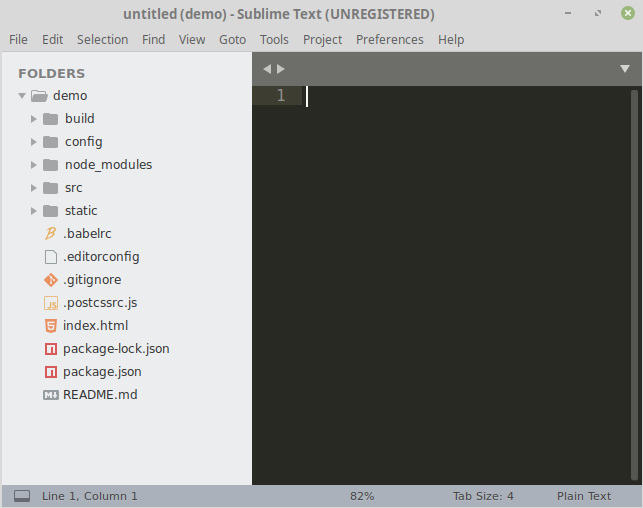 untitled (demo) - Sublime Text (UNREGISTERED)
File Edit Selection Find View Goto Tools Project Preferences Help
FOLDERS
demo
build
config
node_modules
src
static
.babelrc
.editorconfig
.gitignore
.postcssrc.js
index.html
package-lock.json
package.json
README.md
1
Line 1, Column 1 82% Tab Size: 4 Plain Text